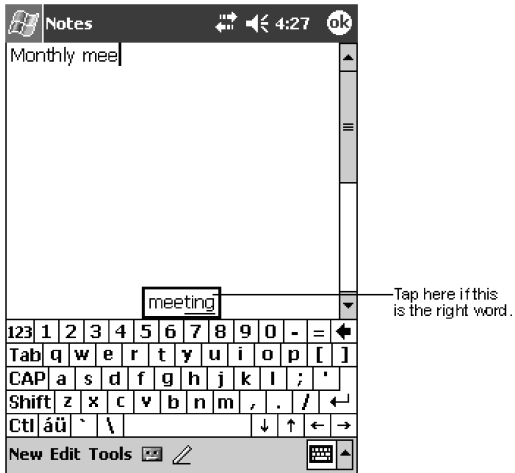 Notes 4:27 ok
Monthly mee
meeting
Tap here if this
is the right word.
123 1 2 3 4 5 6 7 8 9 0 - =
Tab q w e r t y u i o p [ ]
CAP a s d f g h j k l ; '
Shift z x c v b n m , . /
Ctl áü ` \ ↓ ↑ ← →
New Edit Tools